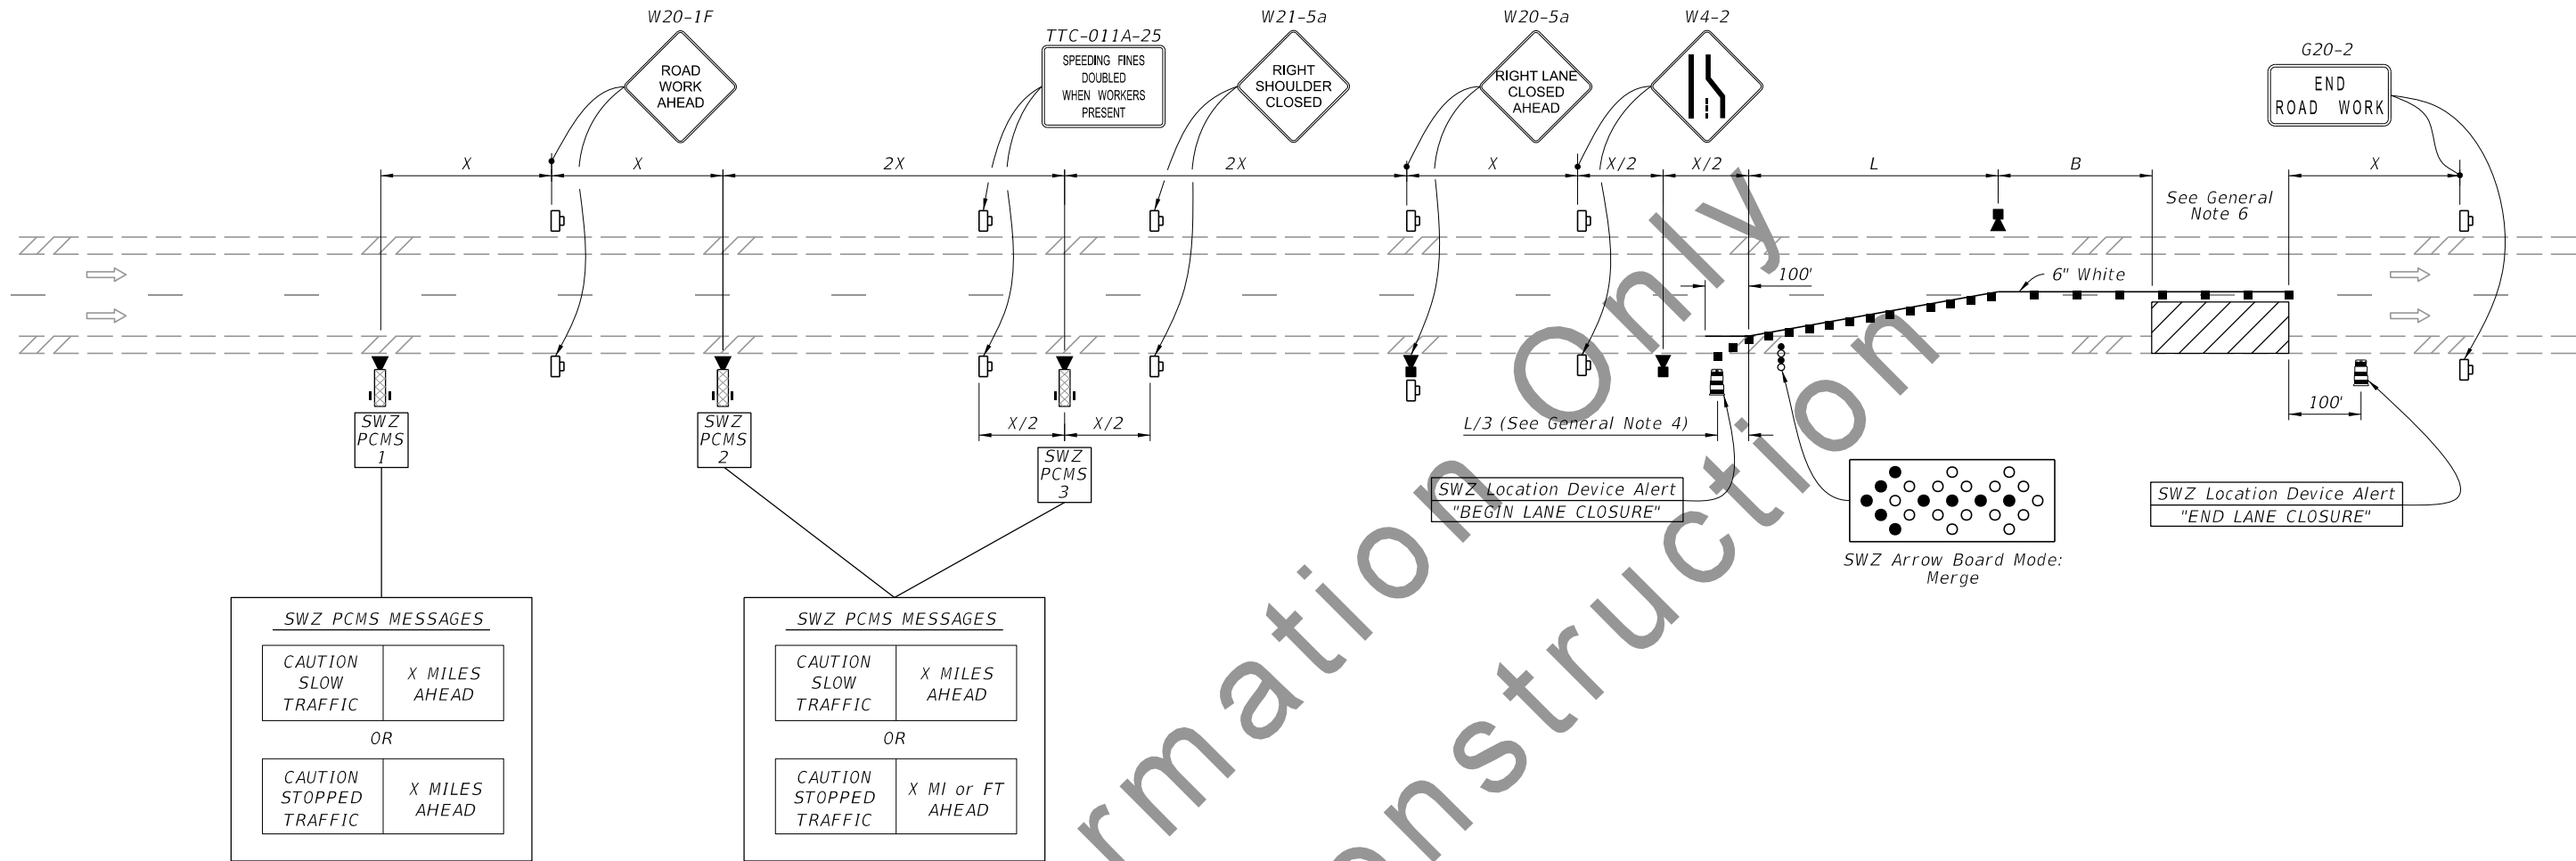 W20-1F
ROAD
WORK
AHEAD
TTC-011A-25
SPEEDING FINES
DOUBLED
WHEN WORKERS
PRESENT
W21-5a
RIGHT
SHOULDER
CLOSED
W20-5a
RIGHT LANE
CLOSED
AHEAD
W4-2
G20-2
END
ROAD WORK
X
X
2X
2X
X
X/2
X/2
L
B
X
See General
Note 6
100'
6" White
X/2
X/2
L/3 (See General Note 4)
100'
SWZ
PCMS
1
SWZ
PCMS
2
SWZ
PCMS
3
SWZ Location Device Alert
"BEGIN LANE CLOSURE"
SWZ Arrow Board Mode:
Merge
SWZ Location Device Alert
"END LANE CLOSURE"
SWZ PCMS MESSAGES
CAUTION
SLOW
TRAFFIC
X MILES
AHEAD
OR
CAUTION
STOPPED
TRAFFIC
X MILES
AHEAD
SWZ PCMS MESSAGES
CAUTION
SLOW
TRAFFIC
X MILES
AHEAD
OR
CAUTION
STOPPED
TRAFFIC
X MI or FT
AHEAD
rmation Only
onstruction